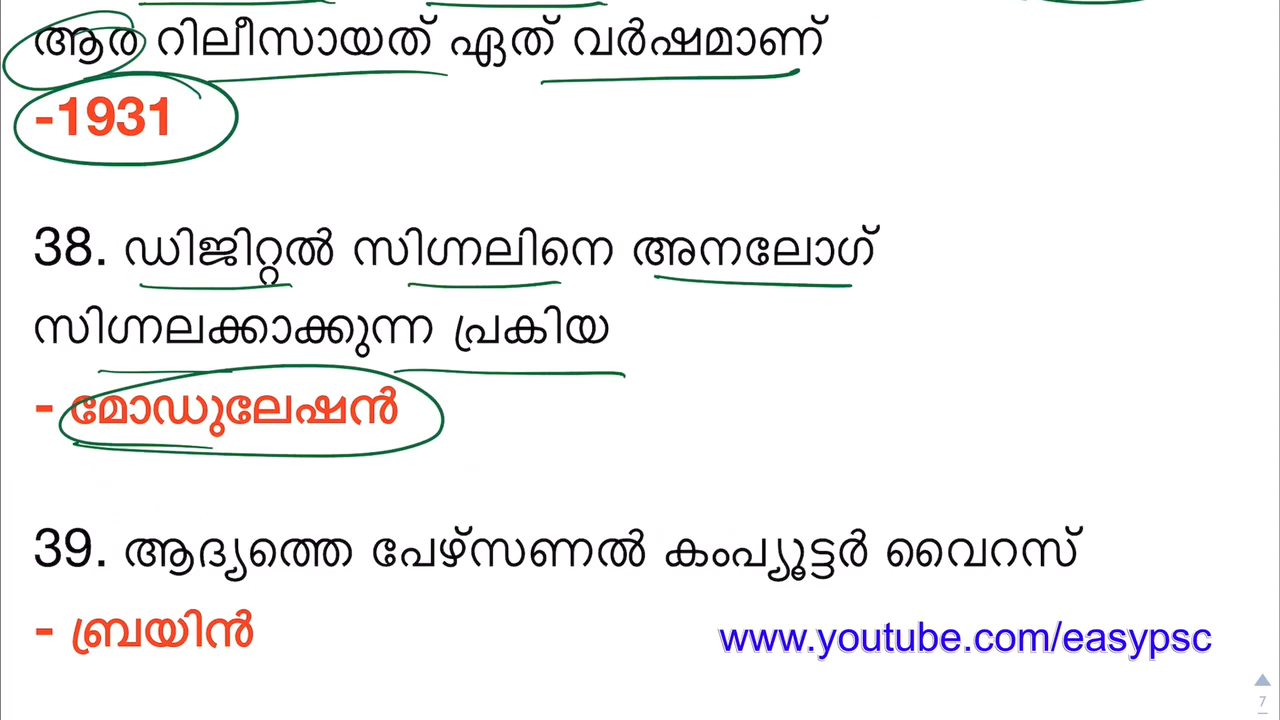 ആര റിലീസായത് ഏത് വർഷമാണ്
-1931
38. ഡിജിറ്റൽ സിഗ്നലിനെ അനലോഗ്
സിഗ്നലക്കാക്കുന്ന പ്രകിയ
- മോഡുലേഷൻ
39. ആദ്യത്തെ പേഴ്സണൽ കംപ്യൂട്ടർ വൈറസ്
- ബ്രയിൻ
www.youtube.com/easypsc
7